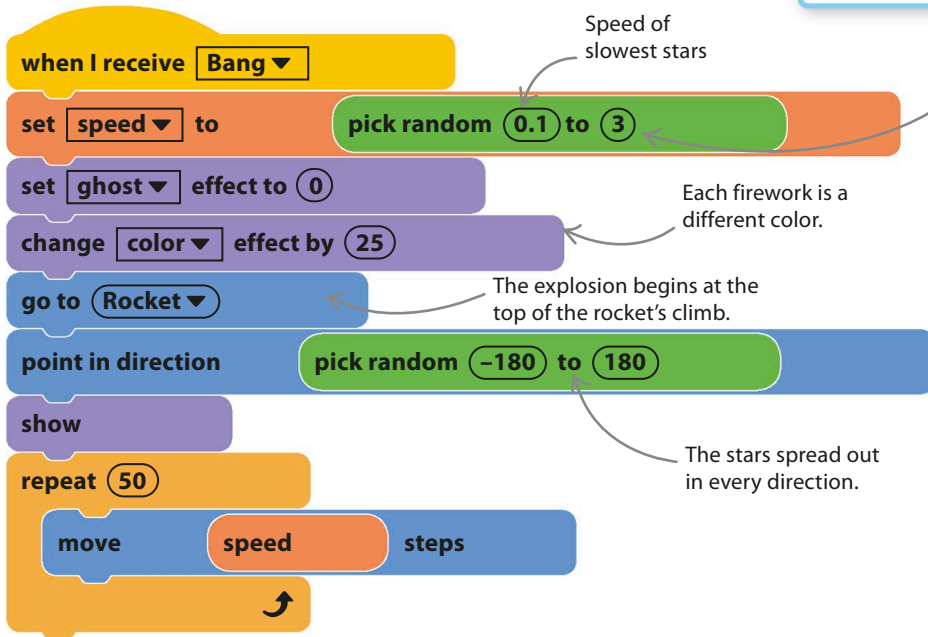 Speed of
slowest stars
when I receive Bang
set speed to pick random 0.1 to 3
set ghost effect to 0
Each firework is a
different color.
change color effect by 25
go to Rocket
The explosion begins at the
top of the rocket’s climb.
point in direction pick random –180 to 180
show
The stars spread out
in every direction.
repeat 50
move speed steps